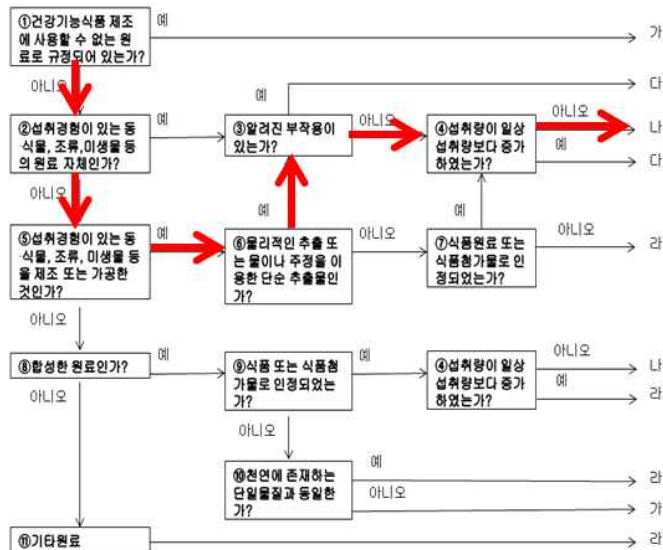 ①건강기능식품 제조
에 사용할 수 없는 원
료로 규정되어 있는가?
예
가
아니오
②섭취경험이 있는 동
식물, 조류,미생물 등
의 원료 자체인가?
예
③알려진 부작용이
있는가?
예
다
아니오
④섭취량이 일상
섭취량보다 증가
하였는가?
아니오
나
예
다
아니오
⑤섭취경험이 있는 동
식물, 조류, 미생물 등
을 제조 또는 가공한
것인가?
예
⑥물리적인 추출 또
는 물이나 주정을 이
용한 단순 추출물인
가?
예
아니오
⑦식품원료 또는
식품첨가물로 인
정되었는가?
예
아니오
라
아니오
⑧합성한 원료인가?
예
⑨식품 또는 식품첨
가물로 인정되었는
가?
예
④섭취량이 일상
섭취량보다 증가
하였는가?
아니오
나
예
라
아니오
아니오
⑩천연에 존재하는
단일물질과 동일한
가?
예
라
아니오
가
⑪기타원료
라